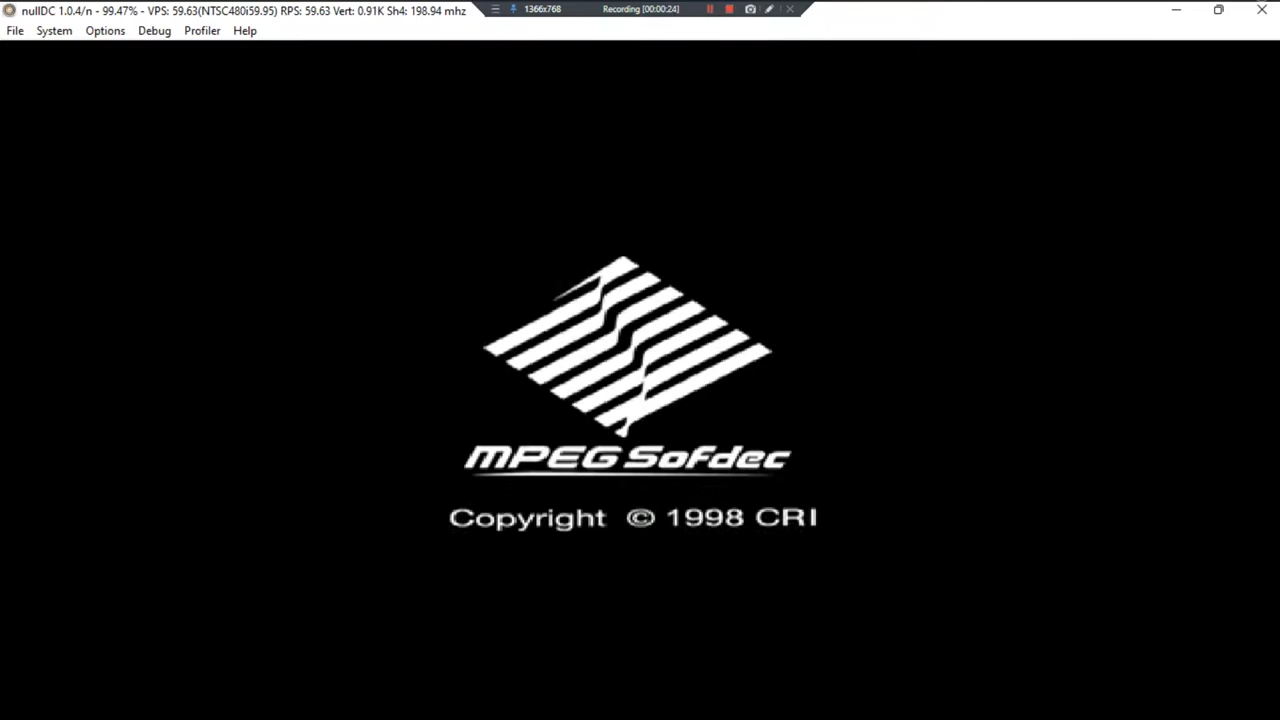 nullDC 1.0.4/n - 99.47% - VPS: 59.63(NTSC480i59.95) RPS: 59.63 Vert: 0.91K Sh4: 198.94 mhz
1366x768
Recording [00:00:24]
File System Options Debug Profiler Help
MPEG Sofdec
Copyright © 1998 CRI